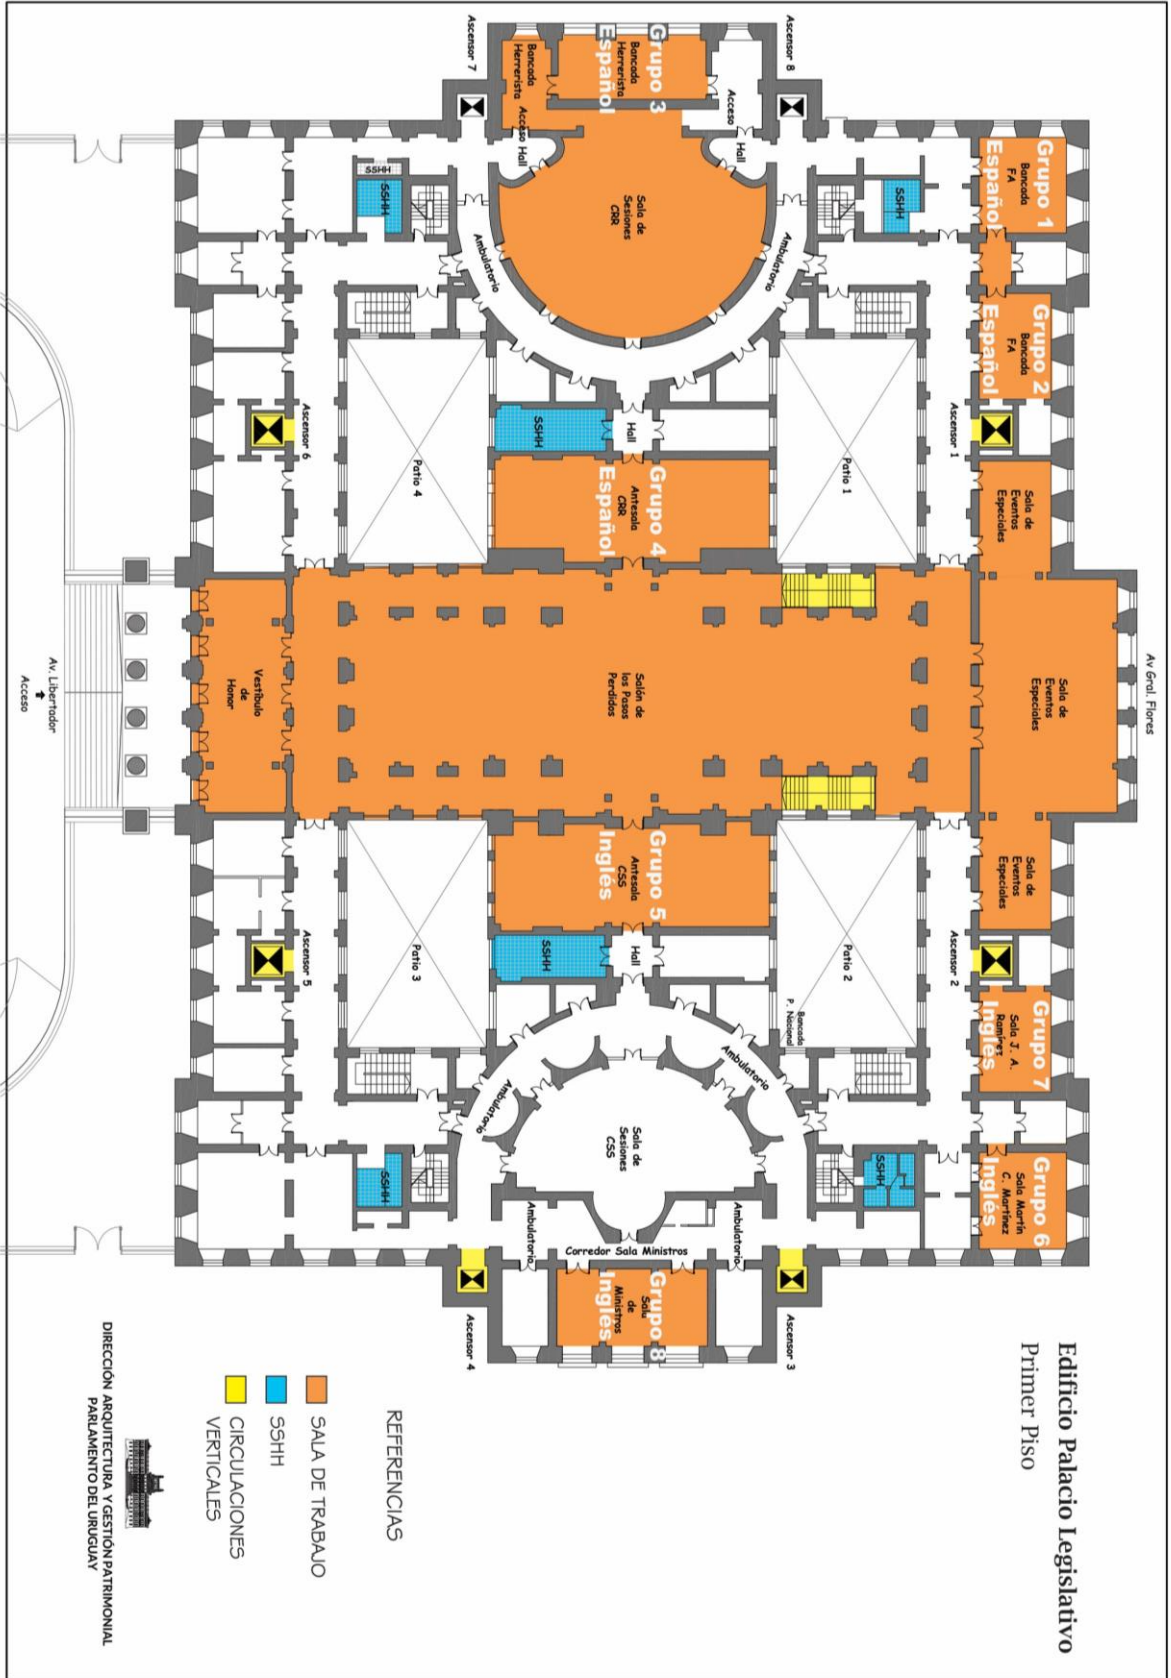 Edificio Palacio Legislativo
Primer Piso
Av Gral. Flores
Grupo 1
Bancada
FA
Español
Grupo 2
Bancada
FA
Español
Sala de
Eventos
Especiales
Sala de
Eventos
Especiales
Sala de
Eventos
Especiales
Grupo 7
Sala J. A.
Ramírez
Inglés
Grupo 6
Sala Martín
C. Martínez
Inglés
Ascensor 1
Ascensor 2
SSHH
SSHH
Patio 1
Patio 2
Ascensor 8
Ascensor 3
Bancada
P. Nacional
Acceso
Hall
Ambulatorio
Ambulatorio
Ambulatorio
Grupo 3
Bancada
Herrerista
Español
Sala de
Sesiones
CRR
Hall
Grupo 4
Antesala
CRR
Español
Salón de
los Pasos
Perdidos
Grupo 5
Antesala
CSS
Inglés
Hall
Sala de
Sesiones
CSS
Corredor Sala Ministros
Grupo 8
Sala
de
Ministros
Inglés
SSHH
SSHH
Bancada
Herrerista
Acceso Hall
Ambulatorio
Ambulatorio
Ambulatorio
Ascensor 7
Ascensor 4
Patio 4
Patio 3
SSHH
SSHH
SSHH
Ascensor 6
Ascensor 5
Vestíbulo
de
Honor
Av. Libertador
Acceso
REFERENCIAS
SALA DE TRABAJO
SSHH
CIRCULACIONES
VERTICALES
DIRECCIÓN ARQUITECTURA Y GESTIÓN PATRIMONIAL
PARLAMENTO DEL URUGUAY